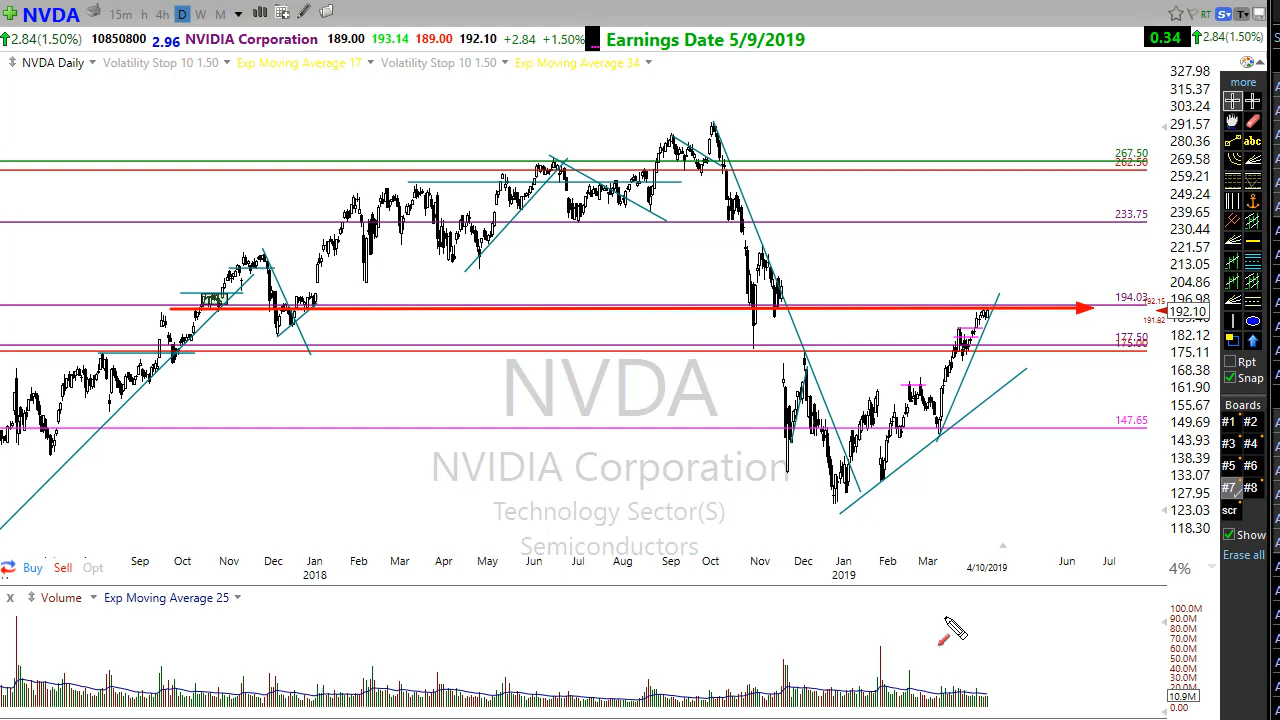 NVDA 15m h 4h D W M RT S T
2.84(1.50%) 10850800 2.96 NVIDIA Corporation 189.00 193.14 189.00 192.10 +2.84 +1.50% Earnings Date 5/9/2019 0.34 2.84(1.50%)
NVDA Daily Volatility Stop 10 1.50 Exp Moving Average 17 Volatility Stop 10 1.50 Exp Moving Average 34
327.98
more
315.37
303.24
291.57
abc
280.36
267.50
269.58
262.50
259.21
249.24
233.75
239.65
230.44
221.57
213.05
204.86
194.03
192.15
196.98
192.10
191.82
177.50
182.12
175.00
175.11
Rpt
168.38
Snap
161.90
155.67
Boards
147.65
149.69
#1 #2
143.93
#3 #4
138.39
#5 #6
133.07
#7 #8
127.95
scr
123.03
118.30
Show
Erase all
NVDA
NVIDIA Corporation
Technology Sector(S)
Semiconductors
Sep Oct Nov Dec Jan Feb Mar Apr May Jun Jul Aug Sep Oct Nov Dec Jan Feb Mar 4/10/2019 Jun Jul
2018 2019
Buy Sell Opt 4%
x Volume Exp Moving Average 25
100.0M
90.0M
80.0M
70.0M
60.0M
50.0M
40.0M
30.0M
10.9M
0.00